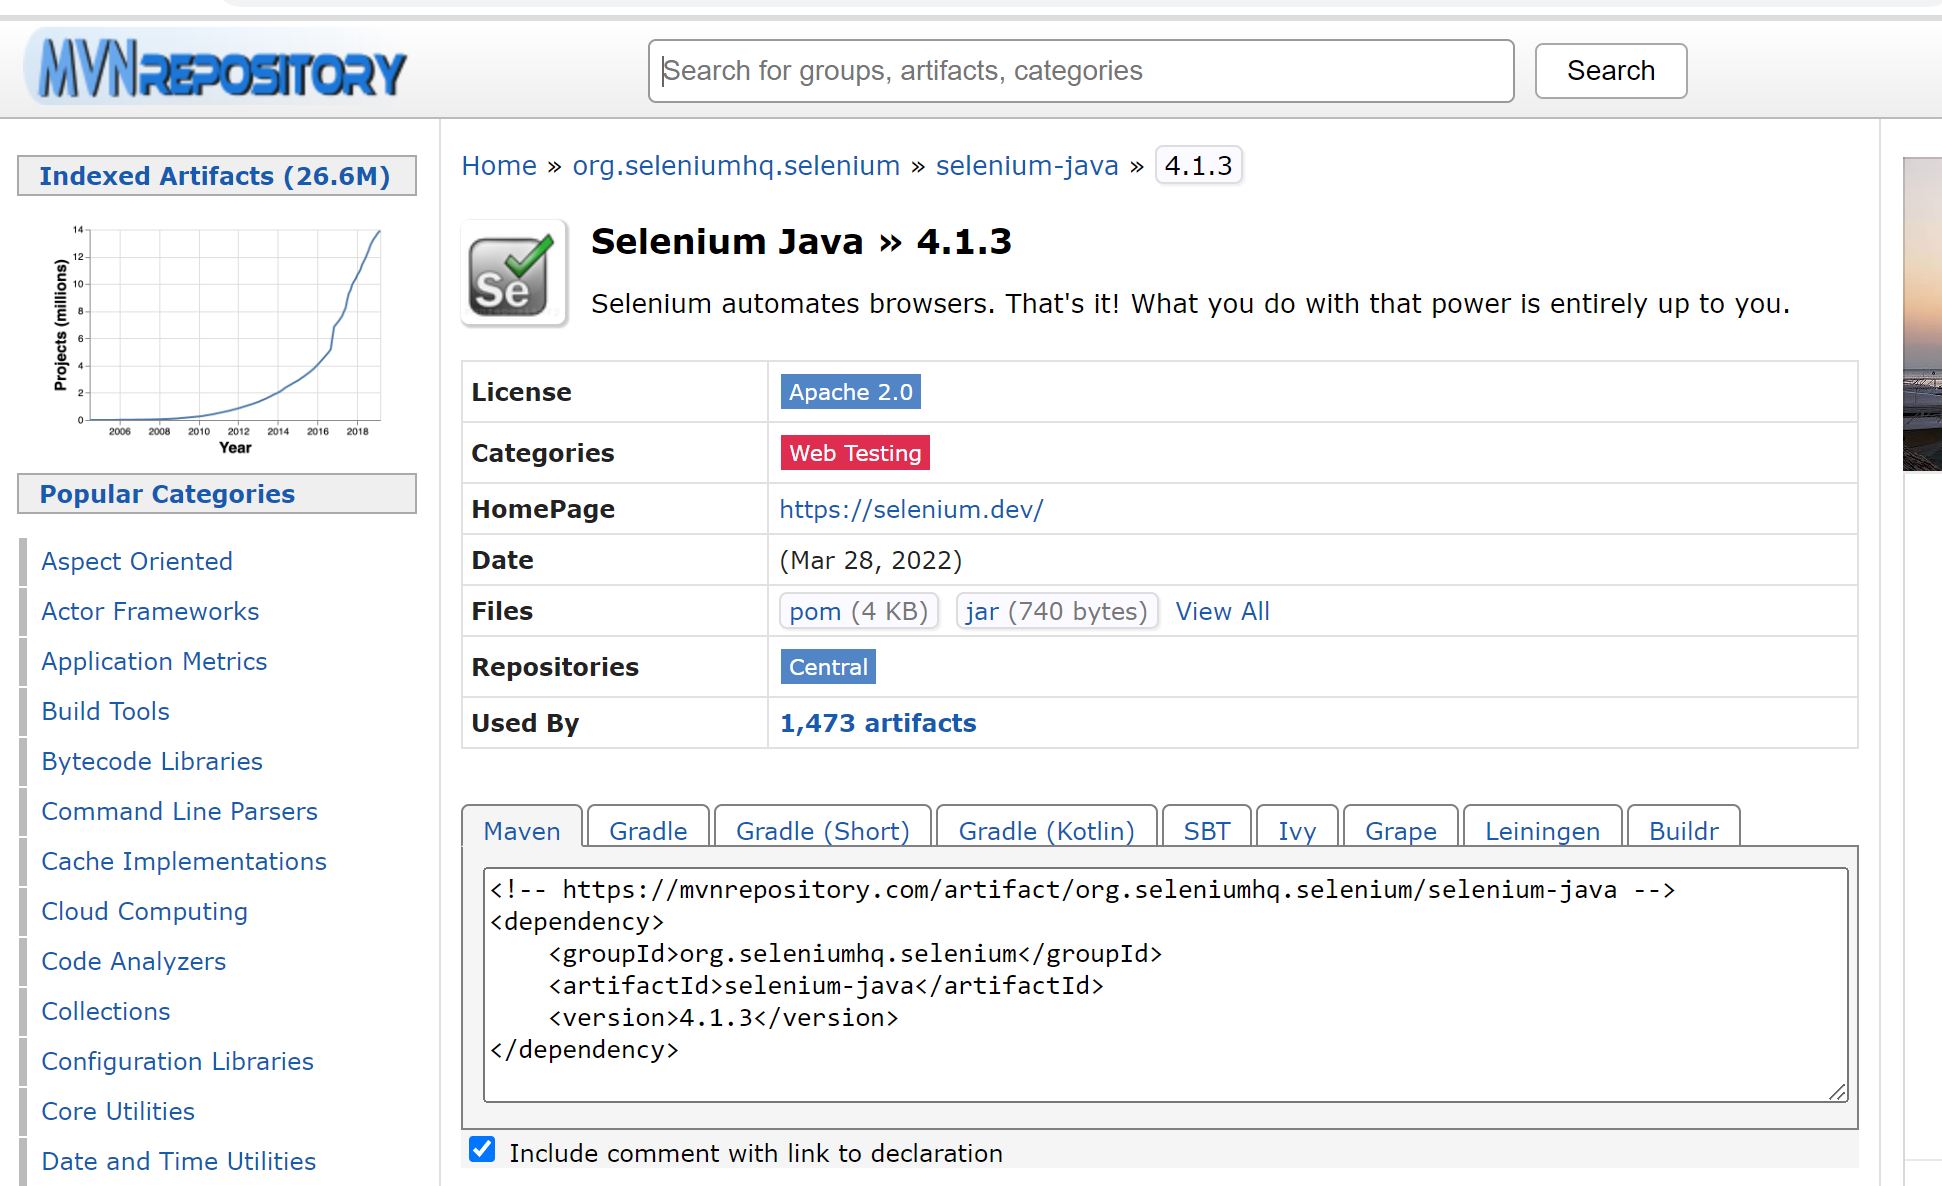 MVNREPOSITORY
Search for groups, artifacts, categories
Search
Indexed Artifacts (26.6M)
Projects (millions)
14
12
10
8
6
4
2
0
2006 2008 2010 2012 2014 2016 2018
Year
Popular Categories
Aspect Oriented
Actor Frameworks
Application Metrics
Build Tools
Bytecode Libraries
Command Line Parsers
Cache Implementations
Cloud Computing
Code Analyzers
Collections
Configuration Libraries
Core Utilities
Date and Time Utilities
Home » org.seleniumhq.selenium » selenium-java » 4.1.3
Se
Selenium Java » 4.1.3
Selenium automates browsers. That's it! What you do with that power is entirely up to you.
License Apache 2.0
Categories Web Testing
HomePage https://selenium.dev/
Date (Mar 28, 2022)
Files pom (4 KB) jar (740 bytes) View All
Repositories Central
Used By 1,473 artifacts
Maven Gradle Gradle (Short) Gradle (Kotlin) SBT Ivy Grape Leiningen Buildr
<!-- https://mvnrepository.com/artifact/org.seleniumhq.selenium/selenium-java -->
<dependency>
    <groupId>org.seleniumhq.selenium</groupId>
    <artifactId>selenium-java</artifactId>
    <version>4.1.3</version>
</dependency>
Include comment with link to declaration